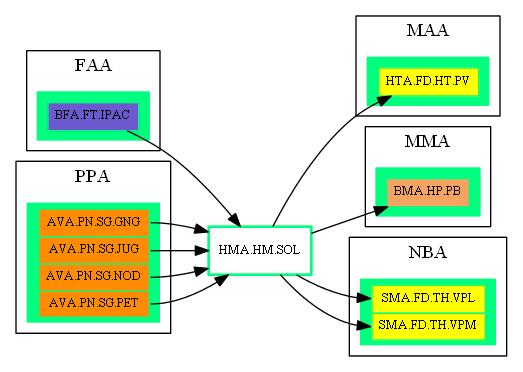 FAA
BFA.FT.IPAC
PPA
AVA.PN.SG.GNG
AVA.PN.SG.JUG
AVA.PN.SG.NOD
AVA.PN.SG.PET
HMA.HM.SOL
MAA
HTA.FD.HT.PV
MMA
BMA.HP.PB
NBA
SMA.FD.TH.VPL
SMA.FD.TH.VPM